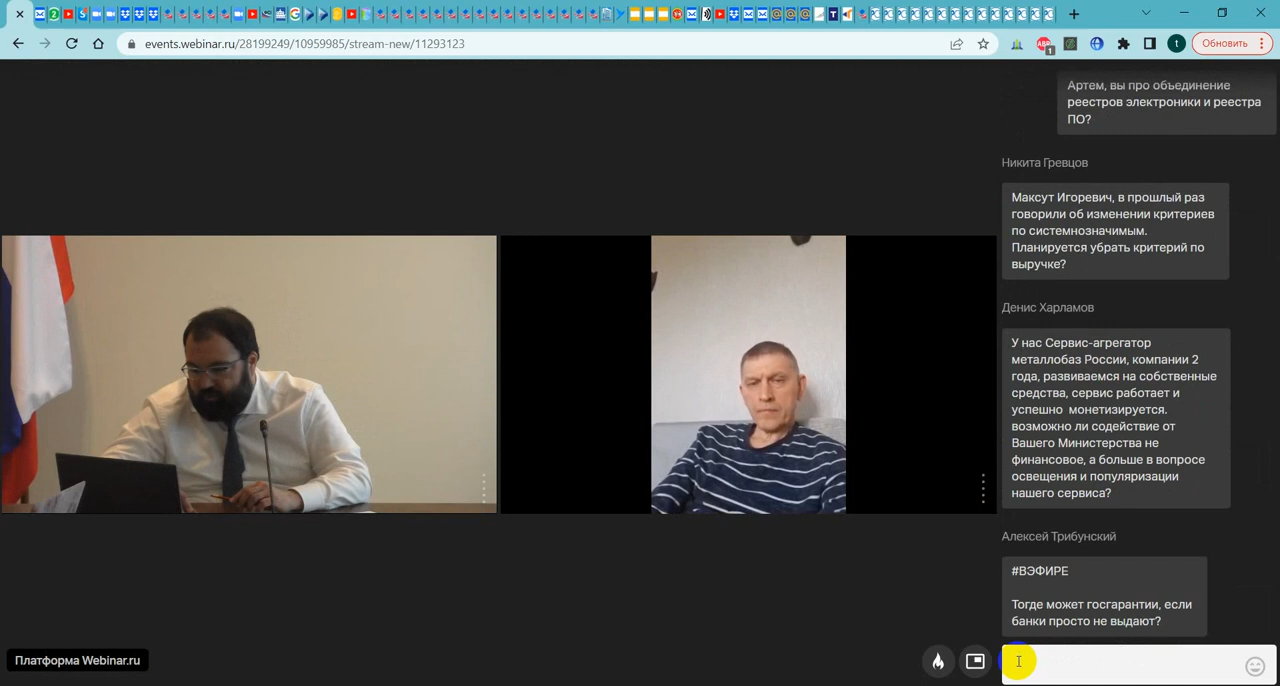 events.webinar.ru/28199249/10959985/stream-new/11293123
ABP
1
t
Обновить
Артем, вы про объединение
реестров электроники и реестра
ПО?
Никита Гревцов
Максут Игоревич, в прошлый раз
говорили об изменении критериев
по системнозначимым.
Планируется убрать критерий по
выручке?
Денис Харламов
У нас Сервис-агрегатор
металлобаз России, компании 2
года, развиваемся на собственные
средства, сервис работает и
успешно монетизируется.
возможно ли содействие от
Вашего Министерства не
финансовое, а больше в вопросе
освещения и популяризации
нашего сервиса?
Алексей Трибунский
#ВЭФИРЕ
Тогде может госгарантии, если
банки просто не выдают?
Платформа Webinar.ru